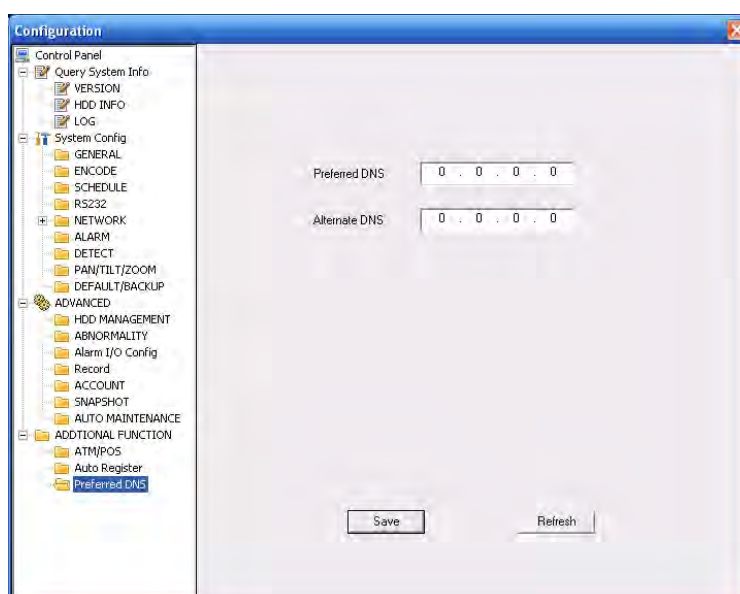 Configuration
Control Panel
Query System Info
VERSION
HDD INFO
LOG
System Config
GENERAL
ENCODE
SCHEDULE
RS232
NETWORK
ALARM
DETECT
PAN/TILT/ZOOM
DEFAULT/BACKUP
ADVANCED
HDD MANAGEMENT
ABNORMALITY
Alarm I/O Config
Record
ACCOUNT
SNAPSHOT
AUTO MAINTENANCE
ADDTIONAL FUNCTION
ATM/POS
Auto Register
Preferred DNS
Preferred DNS 0 . 0 . 0 . 0
Alternate DNS 0 . 0 . 0 . 0
Save Refresh